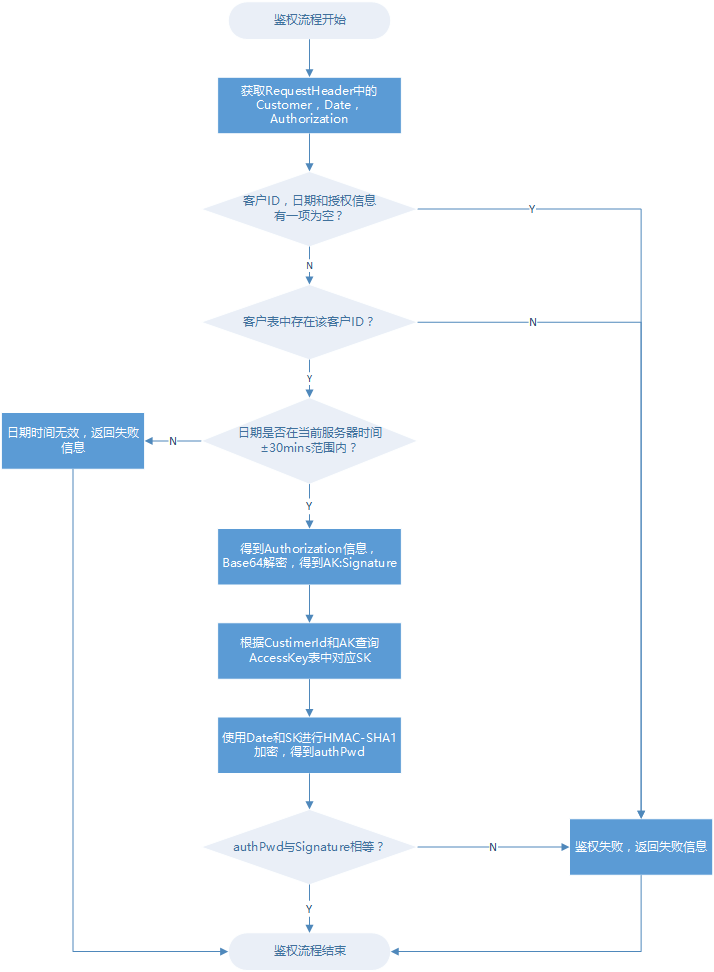 鉴权流程开始
获取RequestHeader中的
Customer，Date，
Authorization
客户ID，日期和授权信息
有一项为空？
Y
N
客户表中存在该客户ID？
N
Y
日期是否在当前服务器时间
±30mins范围内？
N
日期时间无效，返回失败
信息
Y
得到Authorization信息，
Base64解密，得到AK:Signature
根据CustimerId和AK查询
AccessKey表中对应SK
使用Date和SK进行HMAC-SHA1
加密，得到authPwd
authPwd与Signature相等？
N
鉴权失败，返回失败信息
Y
鉴权流程结束